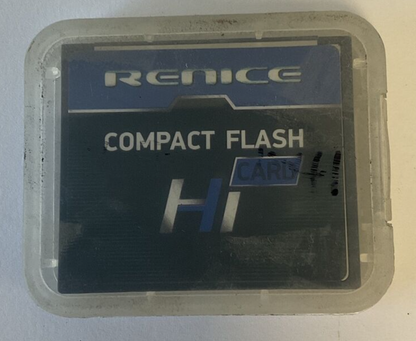 RENICE
COMPACT FLASH
CARD
Hi